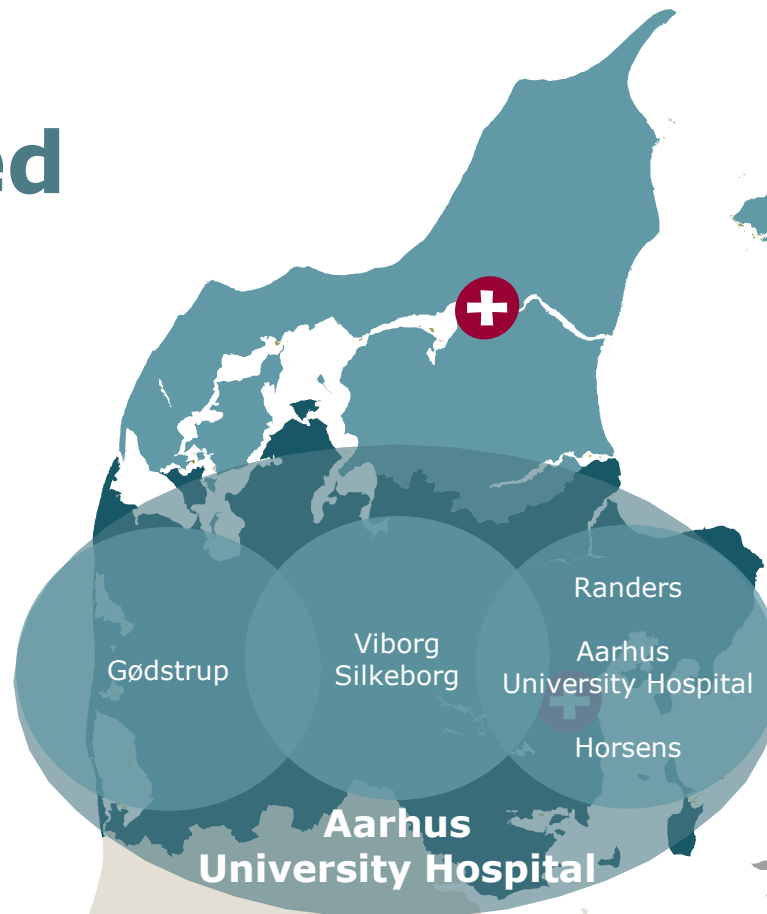 ed
Gødstrup
Viborg
Silkeborg
Randers
Aarhus
University Hospital
Horsens
Aarhus
University Hospital